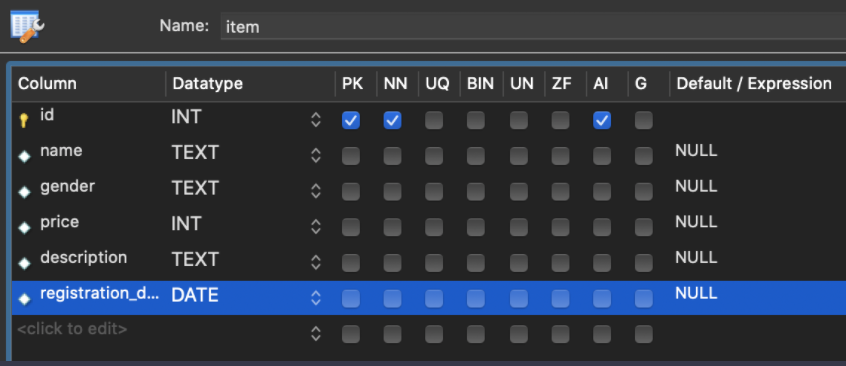 Name: item
Column Datatype PK NN UQ BIN UN ZF AI G Default / Expression
id INT
name TEXT NULL
gender TEXT NULL
price INT NULL
description TEXT NULL
registration_d... DATE NULL
<click to edit>